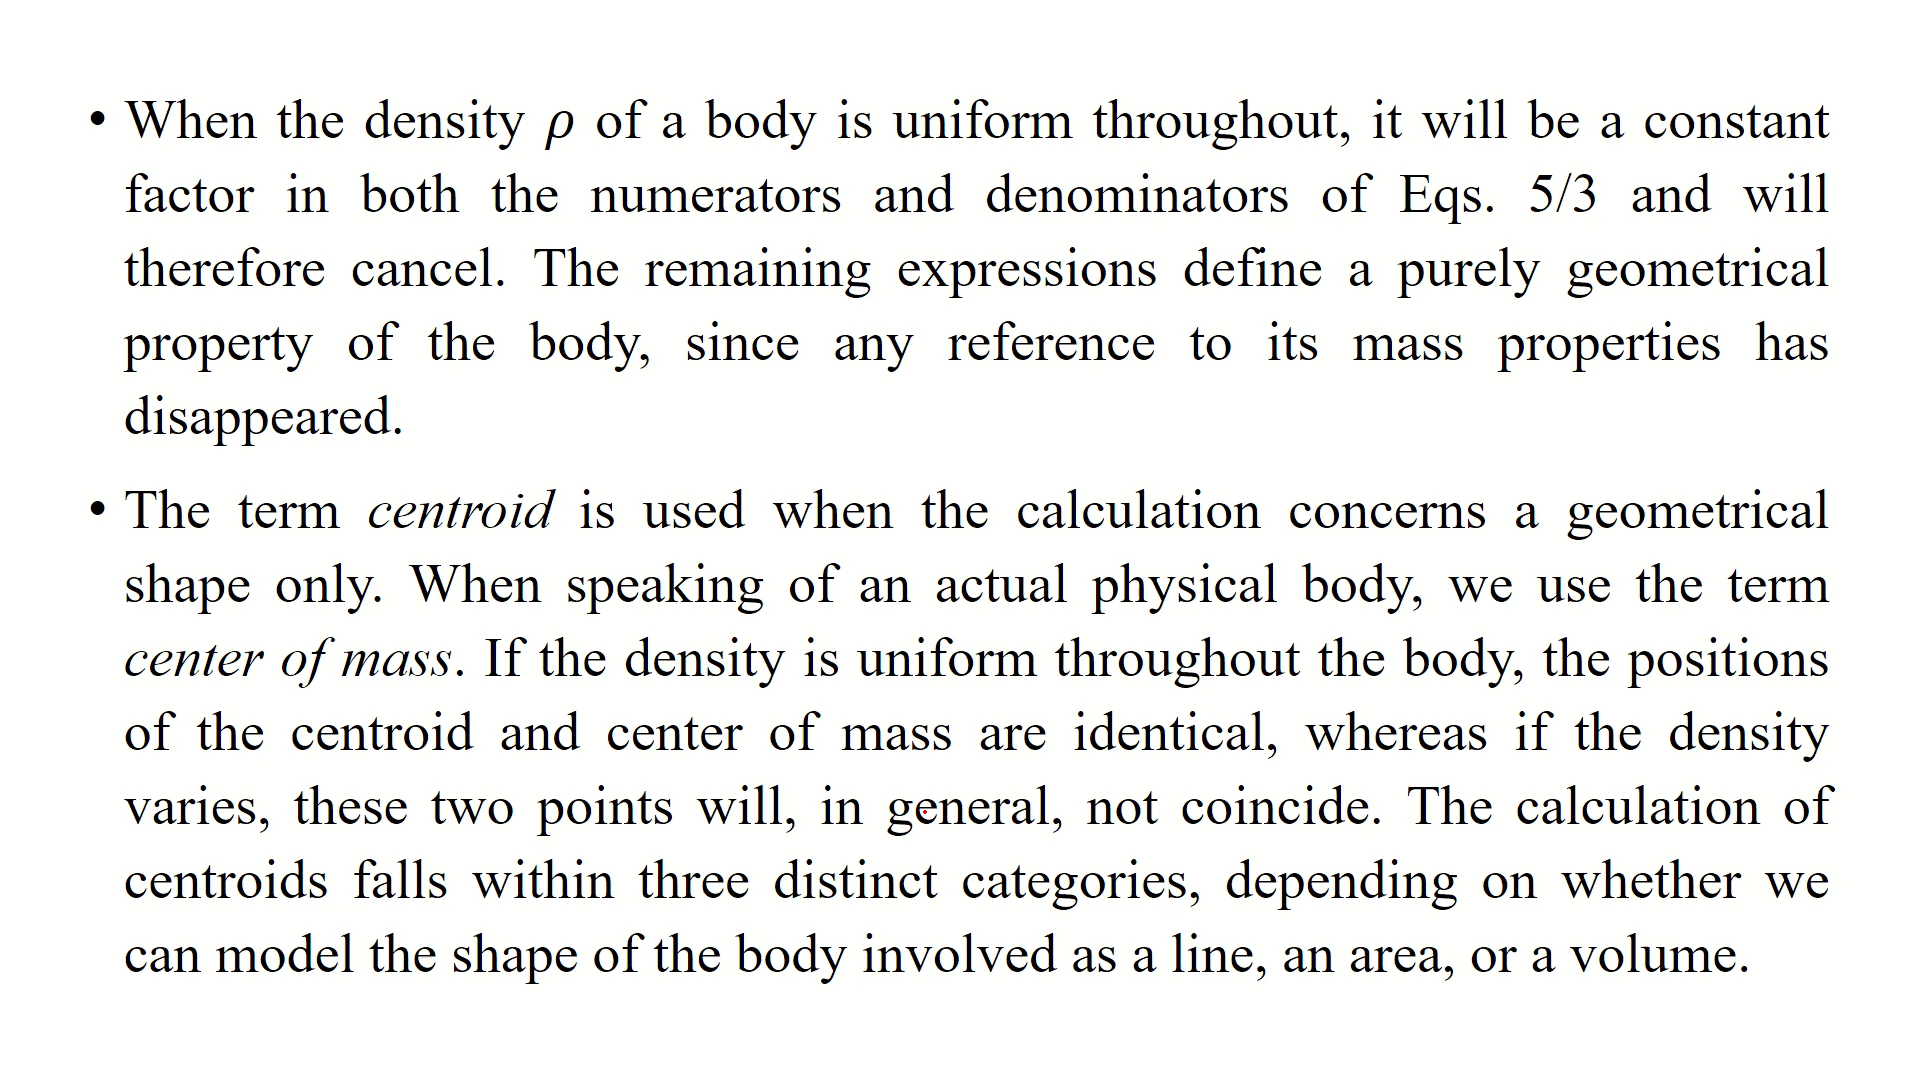 • When the density ρ of a body is uniform throughout, it will be a constant
factor in both the numerators and denominators of Eqs. 5/3 and will
therefore cancel. The remaining expressions define a purely geometrical
property of the body, since any reference to its mass properties has
disappeared.
• The term centroid is used when the calculation concerns a geometrical
shape only. When speaking of an actual physical body, we use the term
center of mass. If the density is uniform throughout the body, the positions
of the centroid and center of mass are identical, whereas if the density
varies, these two points will, in general, not coincide. The calculation of
centroids falls within three distinct categories, depending on whether we
can model the shape of the body involved as a line, an area, or a volume.